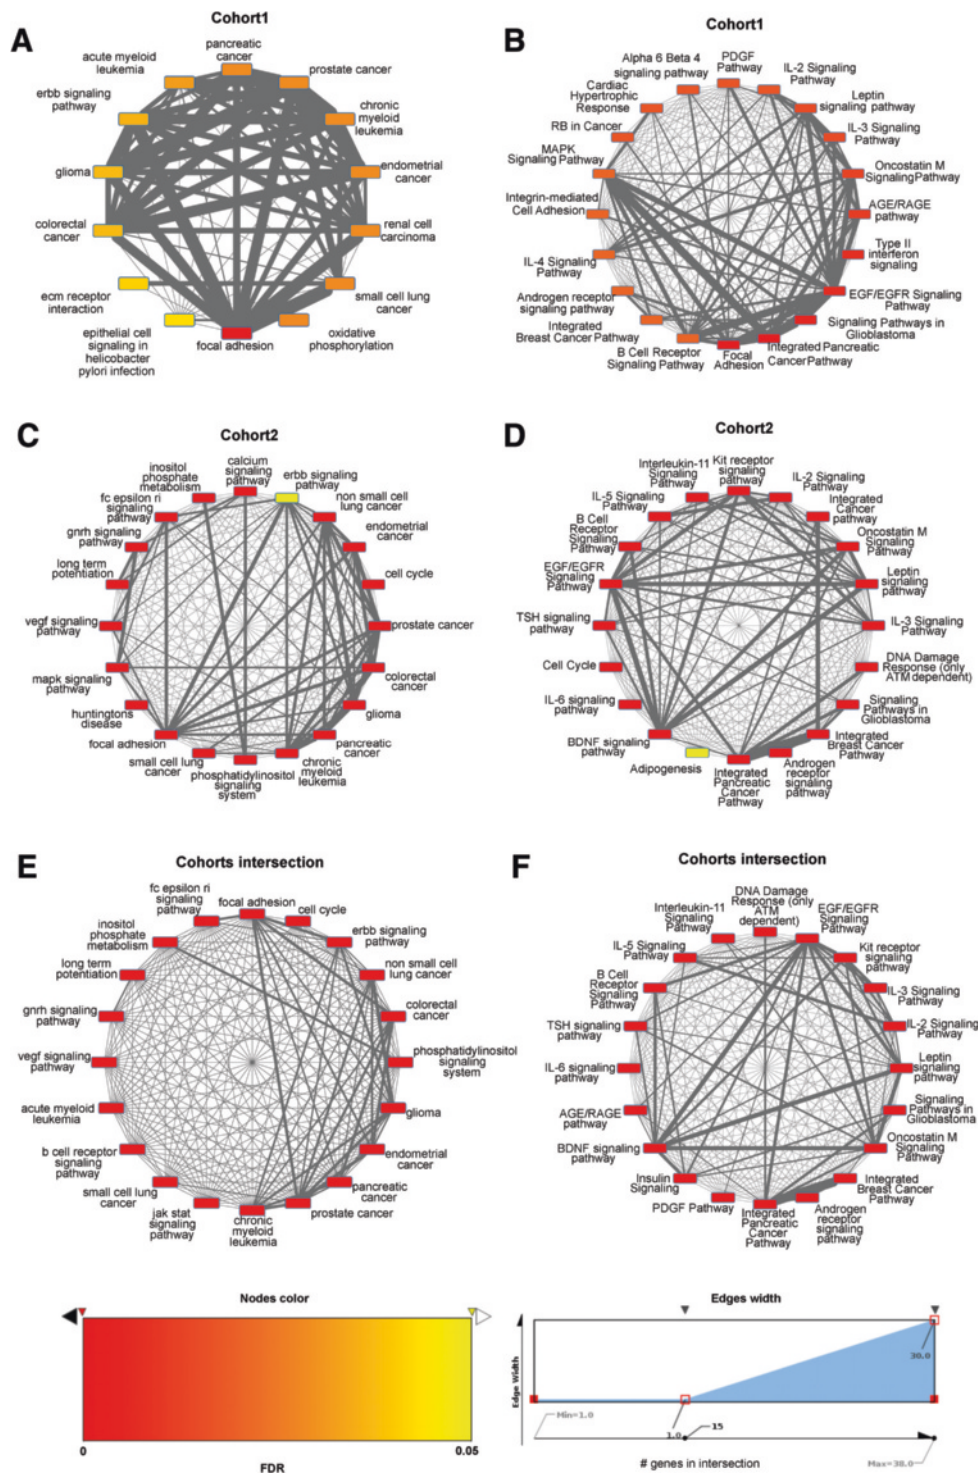 Cohort1
A
pancreatic
cancer
acute myeloid
leukemia
prostate cancer
erbb signaling
pathway
chronic
myeloid
leukemia
glioma
endometrial
cancer
colorectal
cancer
renal cell
carcinoma
ecm receptor
interaction
small cell lung
cancer
epithelial cell
signaling in
helicobacter
pylori infection
focal adhesion
oxidative
phosphorylation
Cohort1
B
Alpha 6 Beta 4
signaling pathway
PDGF
Pathway
IL-2 Signaling
Pathway
Cardiac
Hypertrophic
Response
Leptin
signaling pathway
RB in Cancer
IL-3 Signaling
Pathway
MAPK
Signaling Pathway
Oncostatin M
SignalingPathway
Integrin-mediated
Cell Adhesion
AGE/RAGE
pathway
IL-4 Signaling
Pathway
Type II
interferon
signaling
Androgen receptor
signaling pathway
EGF/EGFR Signaling
Pathway
Integrated
Breast Cancer Pathway
Signaling Pathways in
Glioblastoma
B Cell Receptor
Signaling Pathway
Focal
Adhesion
Integrated Pancreatic
Cancer Pathway
C
Cohort2
inositol
phosphate
metabolism
calcium
signaling
pathway
erbb signaling
pathway
fc epsilon ri
signaling
pathway
non small cell
lung cancer
gnrh signaling
pathway
endometrial
cancer
long term
potentiation
cell cycle
vegf signaling
pathway
prostate cancer
mapk signaling
pathway
colorectal
cancer
huntingtons
disease
glioma
focal adhesion
pancreatic
cancer
small cell lung
cancer
phosphatidylinositol
signaling
system
chronic
myeloid
leukemia
D
Cohort2
Interleukin-11
Signaling
Pathway
Kit receptor
signaling
pathway
IL-2 Signaling
Pathway
IL-5 Signaling
Pathway
Integrated
Cancer
pathway
B Cell
Receptor
Signaling
Pathway
Oncostatin M
Signaling
Pathway
EGF/EGFR
Signaling
Pathway
Leptin
signaling
pathway
TSH signaling
pathway
IL-3 Signaling
Pathway
Cell Cycle
DNA Damage
Response (only
ATM dependent)
IL-6 signaling
pathway
Signaling
Pathways in
Glioblastoma
BDNF signaling
pathway
Integrated
Breast Cancer
Pathway
Adipogenesis
Integrated
Pancreatic
Cancer Pathway
Androgen
receptor
signaling pathway
E
Cohorts intersection
fc epsilon ri
signaling
pathway
focal adhesion
cell cycle
inositol
phosphate
metabolism
erbb signaling
pathway
long term
potentiation
non small cell
lung cancer
gnrh signaling
pathway
colorectal
cancer
vegf signaling
pathway
phosphatidylinositol
signaling
system
acute myeloid
leukemia
glioma
b cell receptor
signaling
pathway
endometrial
cancer
small cell lung
cancer
pancreatic
cancer
jak stat
signaling
pathway
chronic
myeloid
leukemia
prostate cancer
F
Cohorts intersection
Interleukin-11
Signaling
Pathway
DNA Damage
Response (only
ATM
dependent)
EGF/EGFR
Signaling
Pathway
IL-5 Signaling
Pathway
Kit receptor
signaling
pathway
B Cell
Receptor
Signaling Pathway
IL-3 Signaling
Pathway
TSH signaling
pathway
IL-2 Signaling
Pathway
IL-6 signaling
pathway
Leptin
signaling
pathway
AGE/RAGE
pathway
Signaling
Pathways in
Glioblastoma
BDNF signaling
pathway
Oncostatin M
Signaling
Pathway
Insulin
Signaling
Integrated
Breast Cancer
Pathway
PDGF Pathway
Integrated
Pancreatic Cancer
Pathway
Androgen
receptor
signaling pathway
Nodes color
0
0.05
FDR
Edges width
Edge Width
30.0
Min=1.0
1.0
15
Max=38.0
# genes in intersection